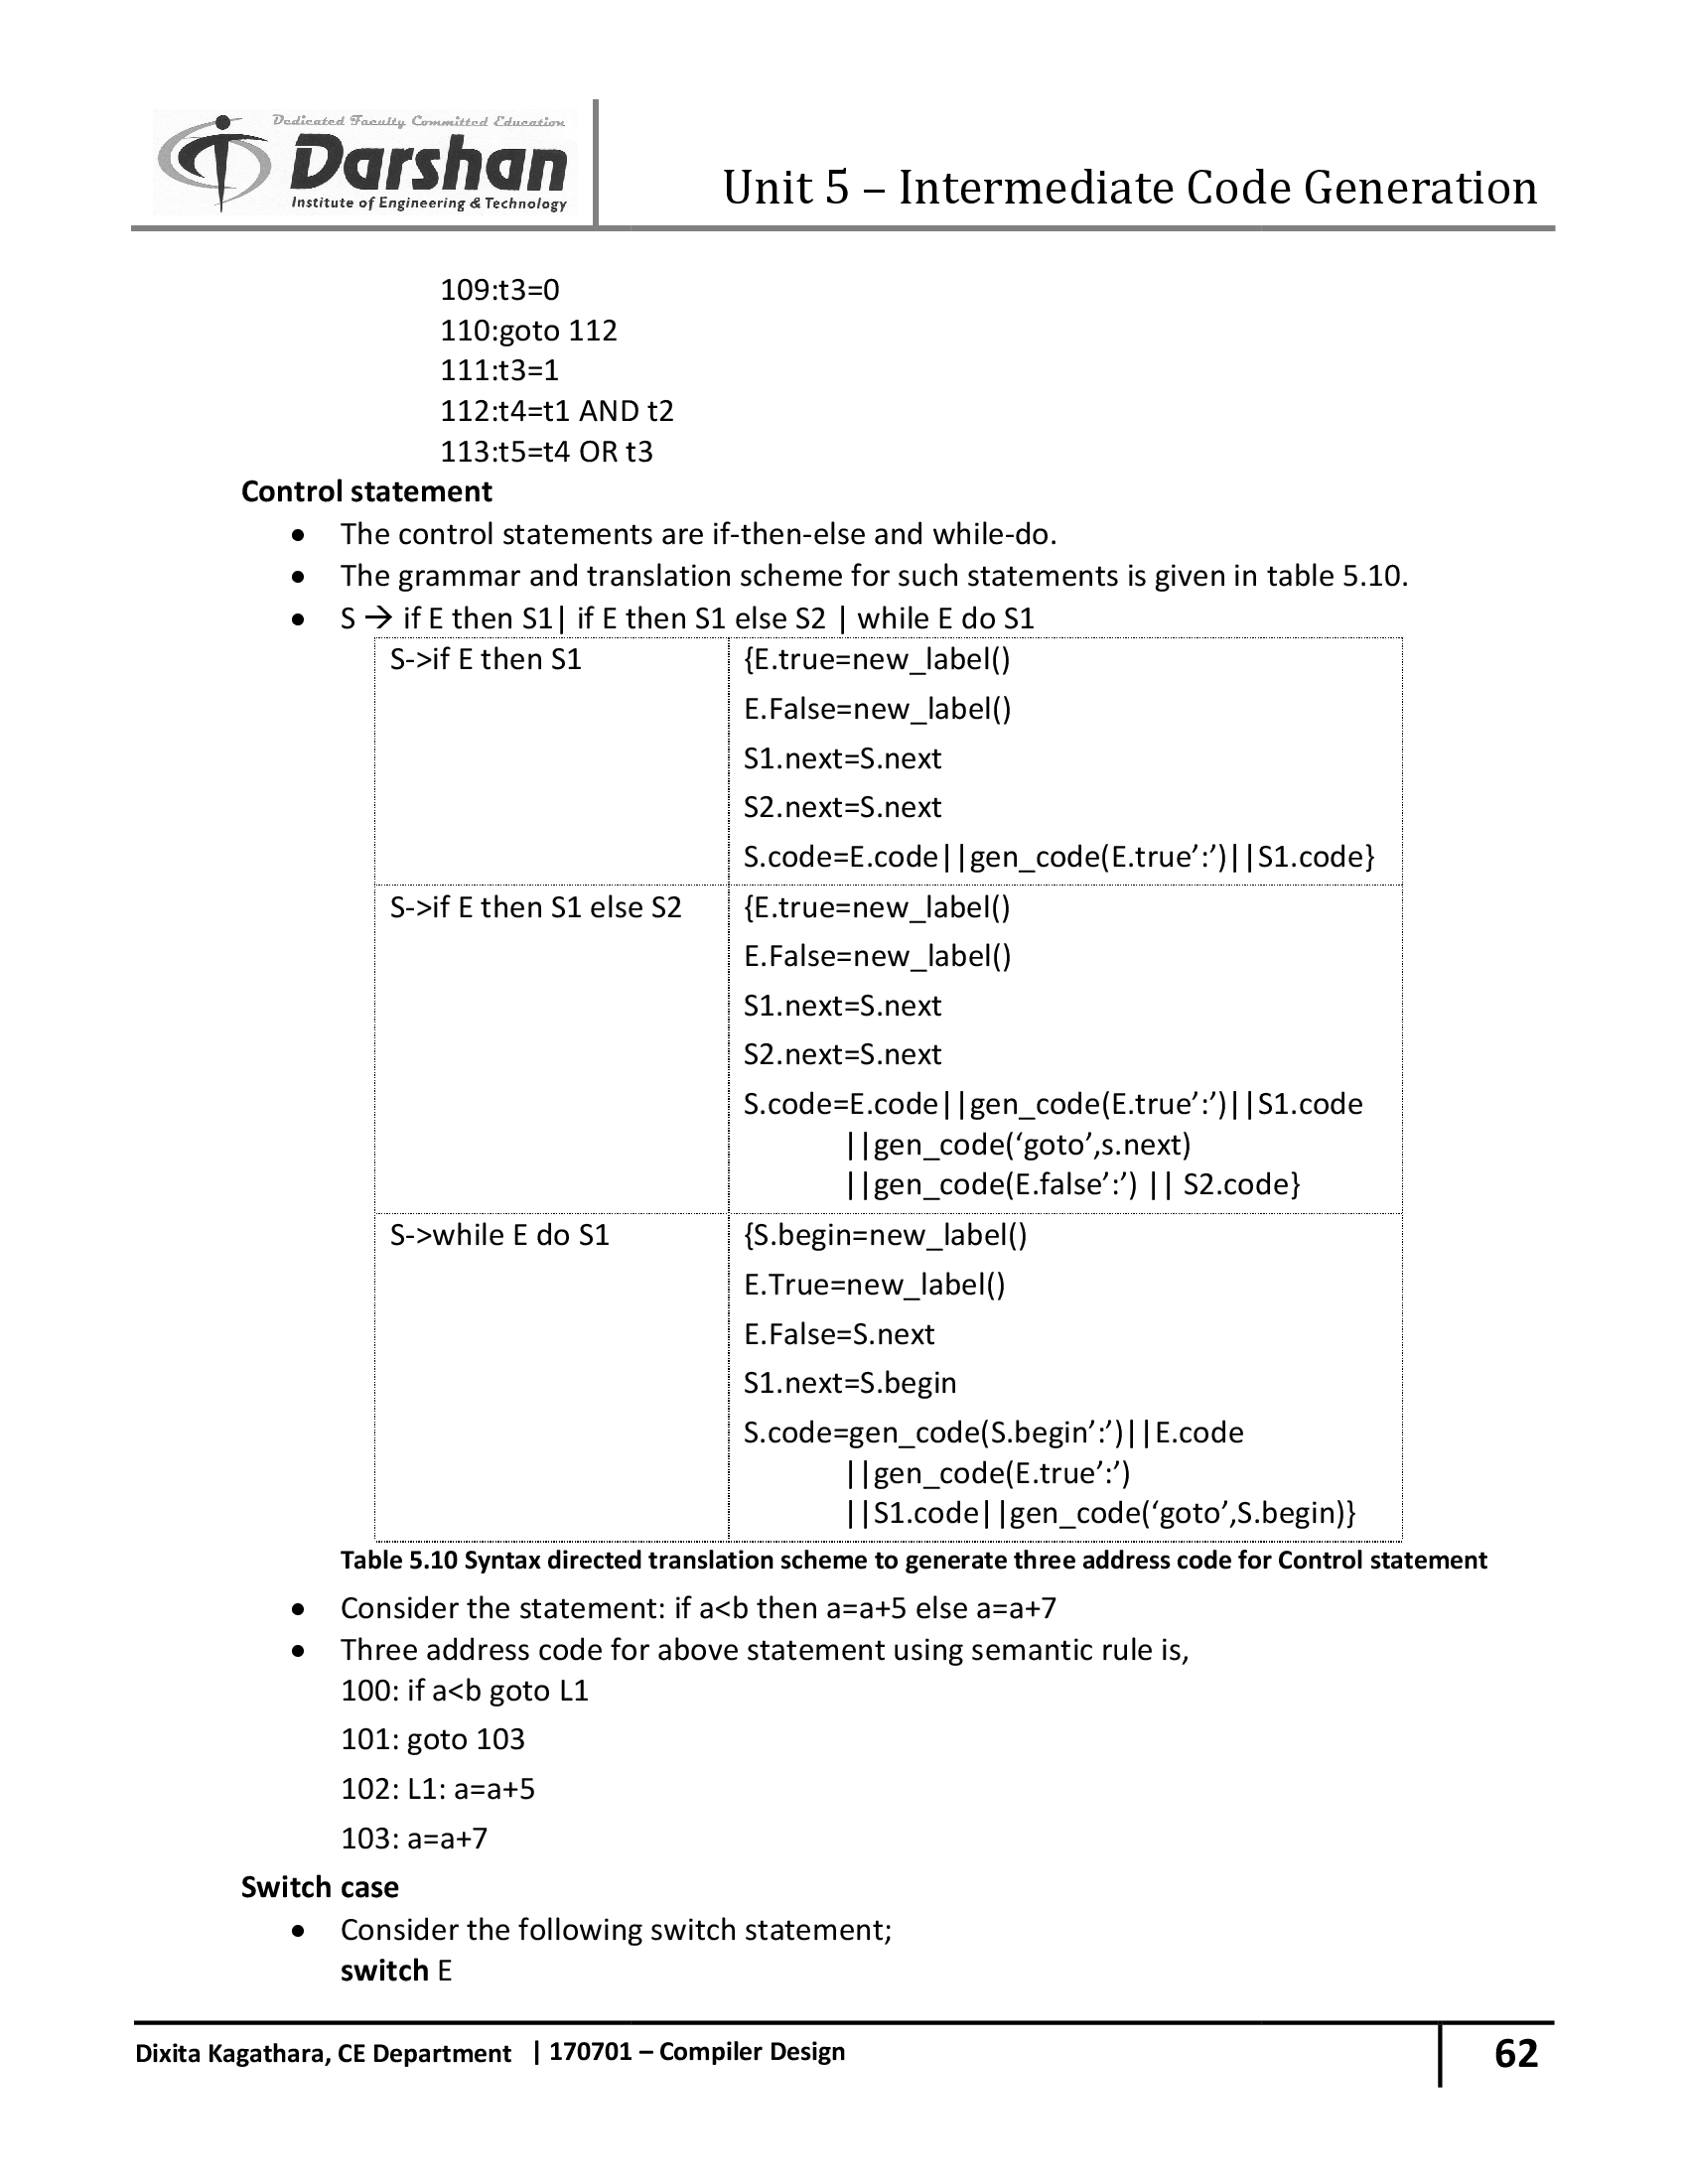 Dedicated Faculty Committed Education
Darshan
Institute of Engineering & Technology
Unit 5 – Intermediate Code Generation
109:t3=0
110:goto 112
111:t3=1
112:t4=t1 AND t2
113:t5=t4 OR t3
Control statement
• The control statements are if-then-else and while-do.
• The grammar and translation scheme for such statements is given in table 5.10.
• S → if E then S1| if E then S1 else S2 | while E do S1
S->if E then S1
{E.true=new_label()
E.False=new_label()
S1.next=S.next
S2.next=S.next
S.code=E.code||gen_code(E.true’:’)||S1.code}
S->if E then S1 else S2
{E.true=new_label()
E.False=new_label()
S1.next=S.next
S2.next=S.next
S.code=E.code||gen_code(E.true’:’)||S1.code
||gen_code(‘goto’,s.next)
||gen_code(E.false’:’) || S2.code}
S->while E do S1
{S.begin=new_label()
E.True=new_label()
E.False=S.next
S1.next=S.begin
S.code=gen_code(S.begin’:’)||E.code
||gen_code(E.true’:’)
||S1.code||gen_code(‘goto’,S.begin)}
Table 5.10 Syntax directed translation scheme to generate three address code for Control statement
• Consider the statement: if a<b then a=a+5 else a=a+7
• Three address code for above statement using semantic rule is,
100: if a<b goto L1
101: goto 103
102: L1: a=a+5
103: a=a+7
Switch case
• Consider the following switch statement;
switch E
Dixita Kagathara, CE Department | 170701 – Compiler Design
62